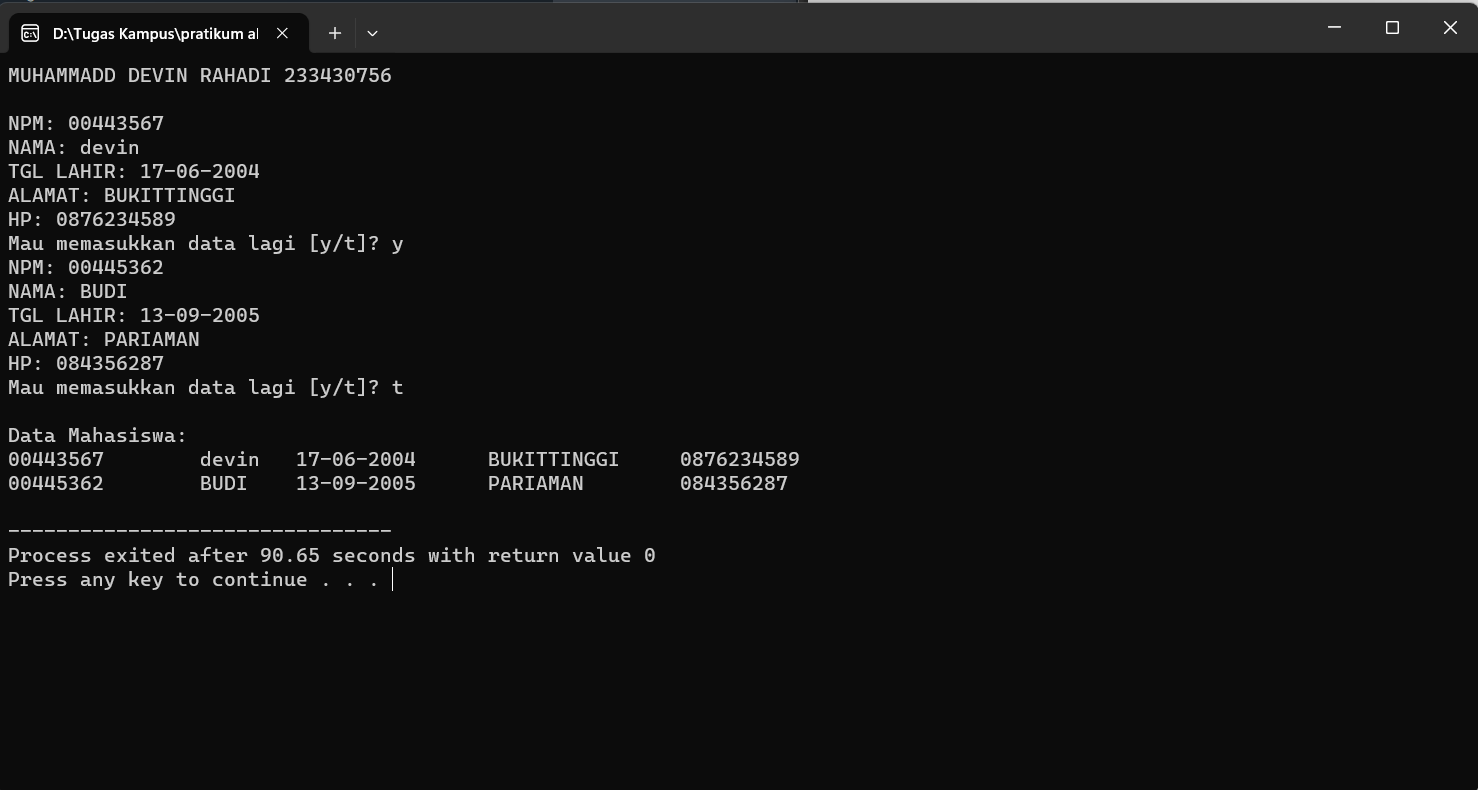 D:\Tugas Kampus\pratikum al
MUHAMMADD DEVIN RAHADI 233430756
NPM: 00443567
NAMA: devin
TGL LAHIR: 17-06-2004
ALAMAT: BUKITTINGGI
HP: 0876234589
Mau memasukkan data lagi [y/t]? y
NPM: 00445362
NAMA: BUDI
TGL LAHIR: 13-09-2005
ALAMAT: PARIAMAN
HP: 084356287
Mau memasukkan data lagi [y/t]? t
Data Mahasiswa:
00443567 devin 17-06-2004 BUKITTINGGI 0876234589
00445362 BUDI 13-09-2005 PARIAMAN 084356287
--------------------------------
Process exited after 90.65 seconds with return value 0
Press any key to continue . . .